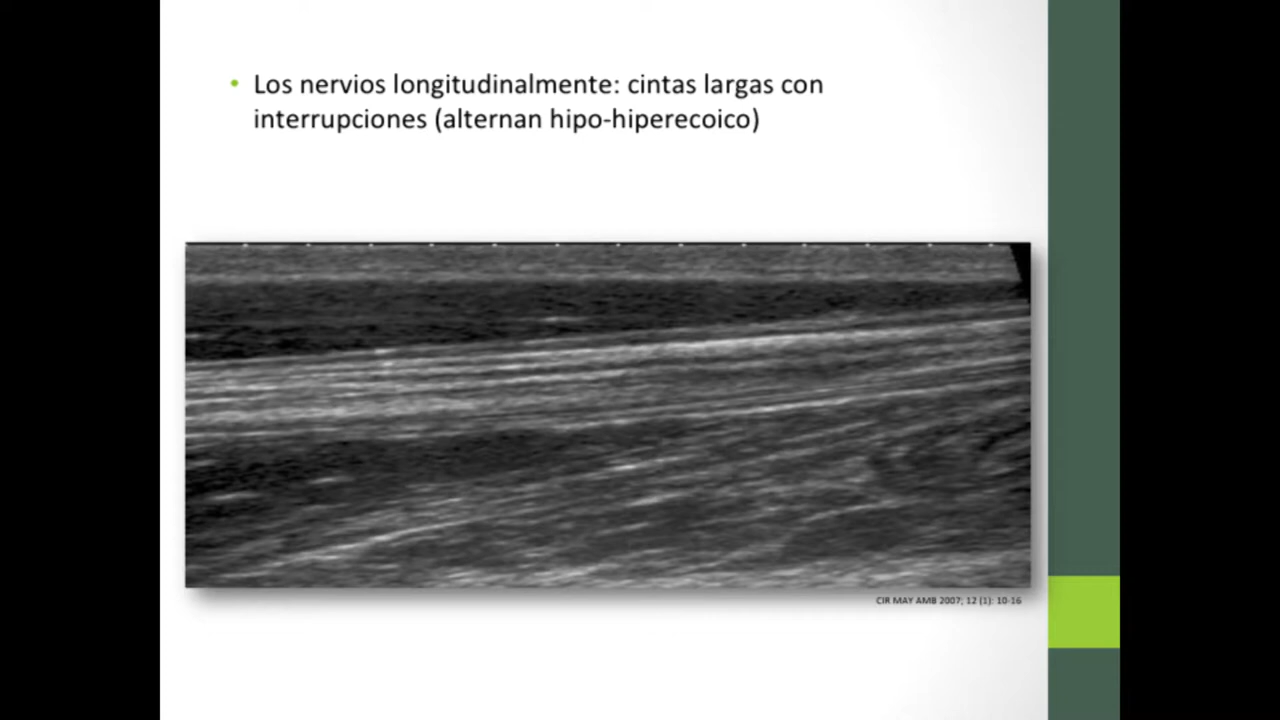 • Los nervios longitudinalmente: cintas largas con
interrupciones (alternan hipo-hiperecoico)
CIR MAY AMB 2007; 12 (1): 10-16